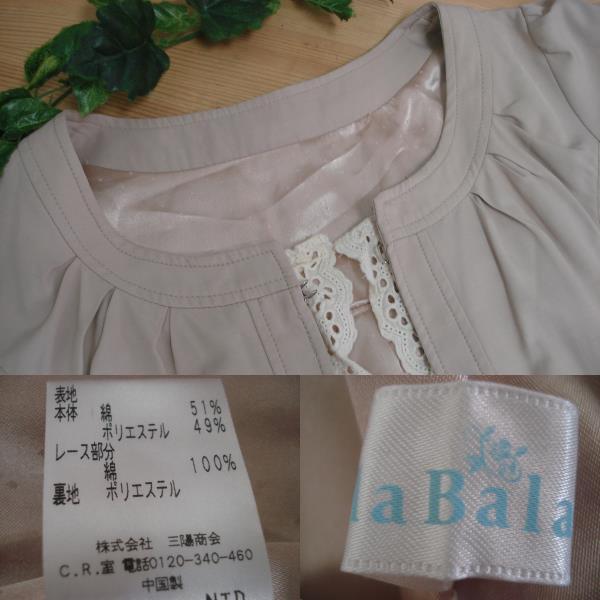 表地
本体 綿 51%
ポリエステル 49%
レース部分
綿 100%
裏地 ポリエステル
株式会社 三陽商会
C.R.室 電話0120-340-460
中国製
laBala